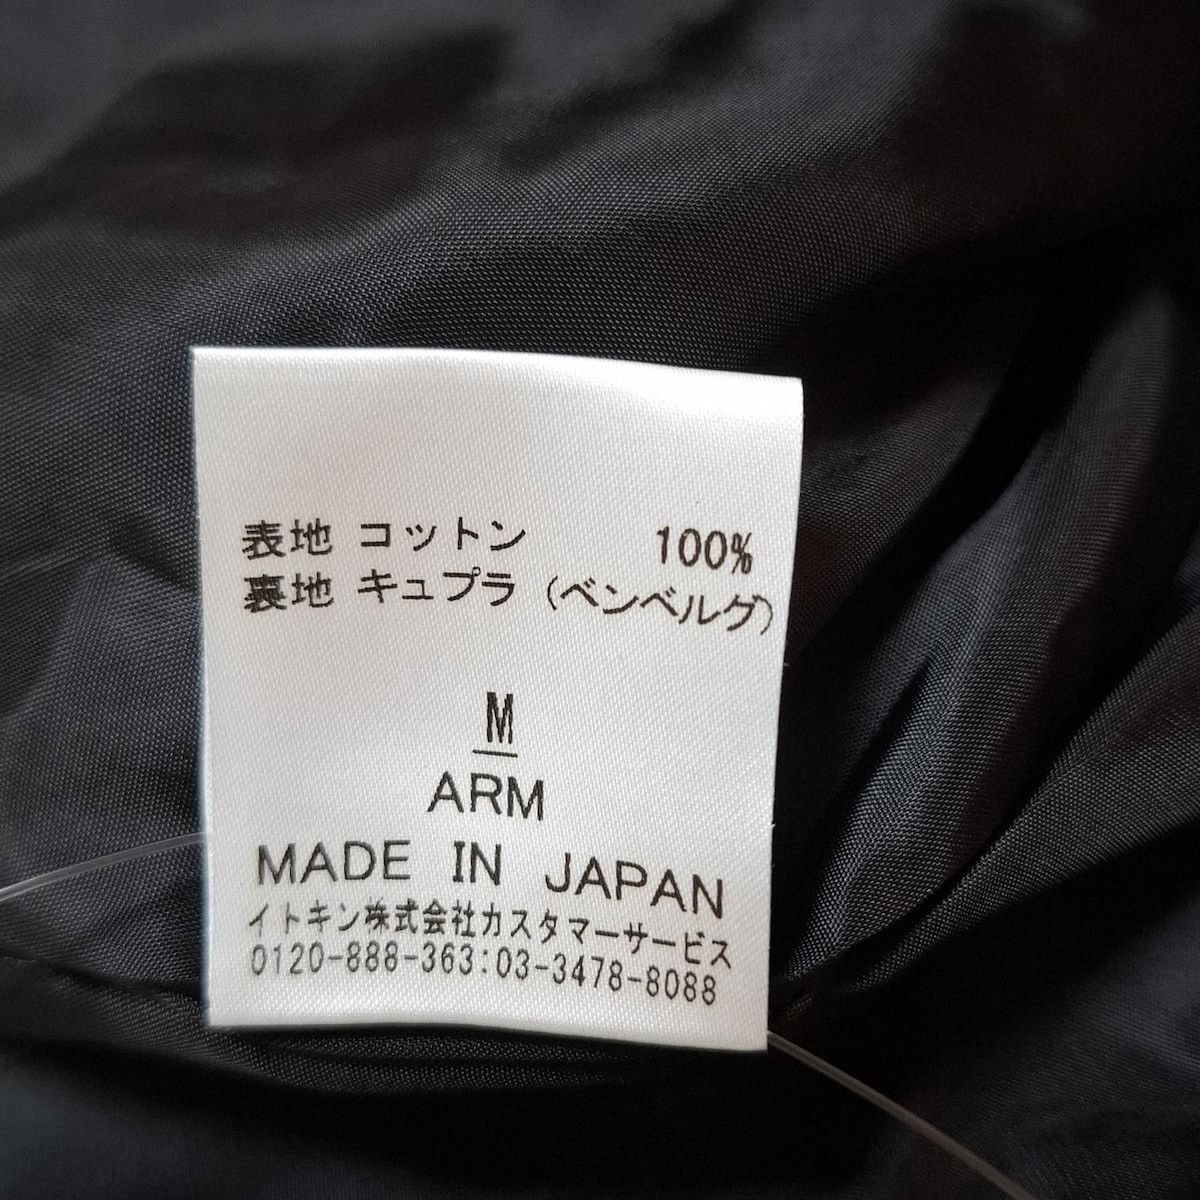 表地 コットン 100%
裏地 キュプラ (ベンベルグ)
M
ARM
MADE IN JAPAN
イトキン株式会社カスタマーサービス
0120-888-363:03-3478-8088